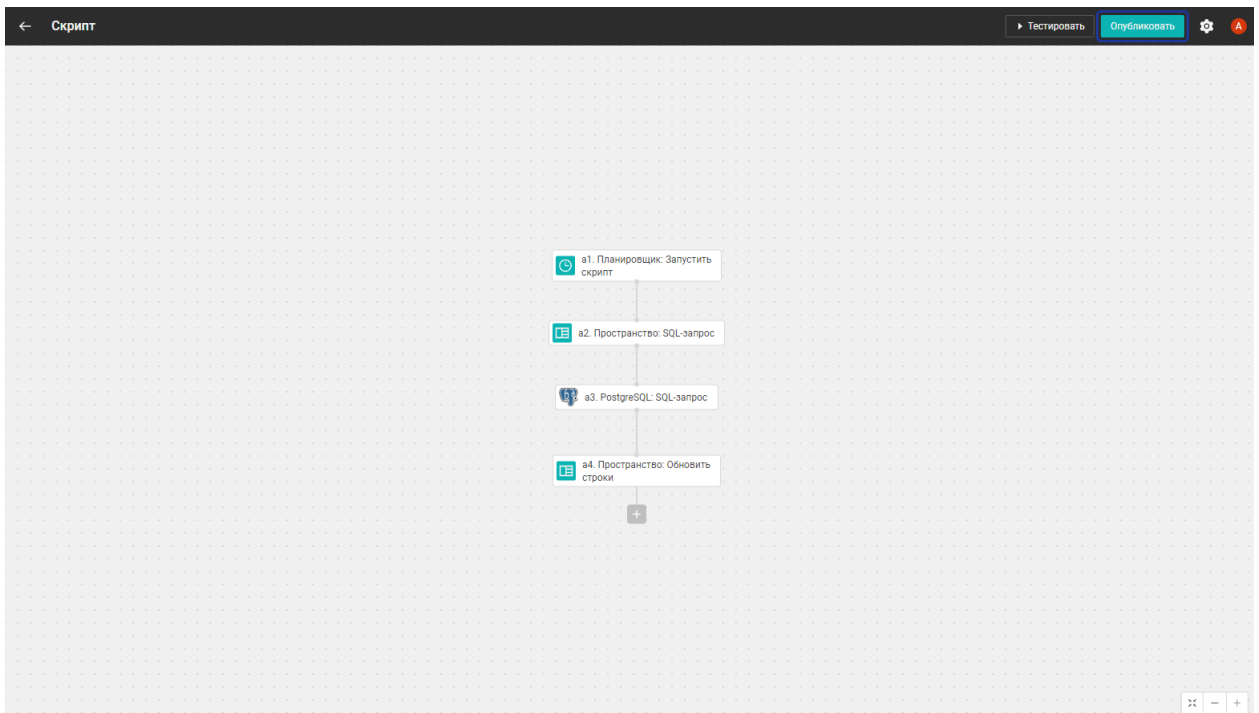 Скрипт
Тестировать
Опубликовать
A
a1. Планировщик: Запустить
скрипт
a2. Пространство: SQL-запрос
a3. PostgreSQL: SQL-запрос
a4. Пространство: Обновить
строки